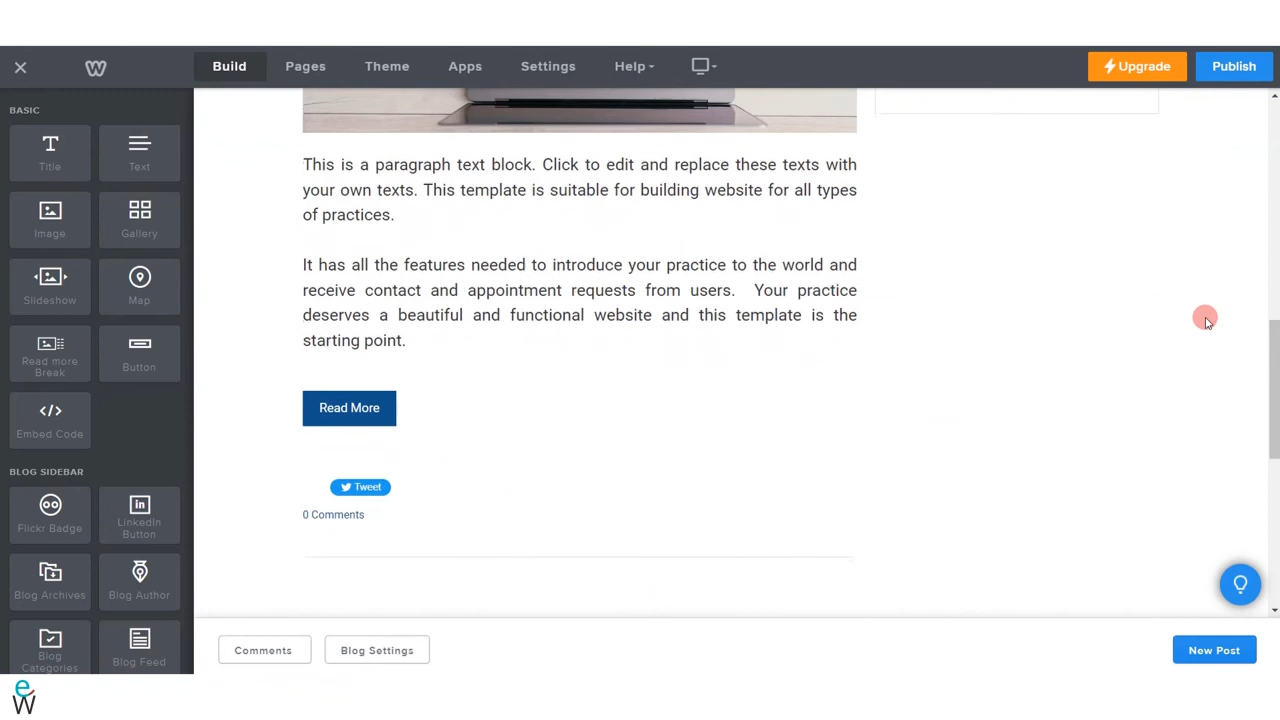 Build Pages Theme Apps Settings Help Upgrade Publish
BASIC
Title Text
Image Gallery
Slideshow Map
Read more
Break
Button
</>
Embed Code
BLOG SIDEBAR
Flickr Badge
LinkedIn
Button
Blog Archives Blog Author
Blog
Categories
Blog Feed
This is a paragraph text block. Click to edit and replace these texts with
your own texts. This template is suitable for building website for all types
of practices.
It has all the features needed to introduce your practice to the world and
receive contact and appointment requests from users. Your practice
deserves a beautiful and functional website and this template is the
starting point.
Read More
Tweet
0 Comments
Comments Blog Settings New Post
eW